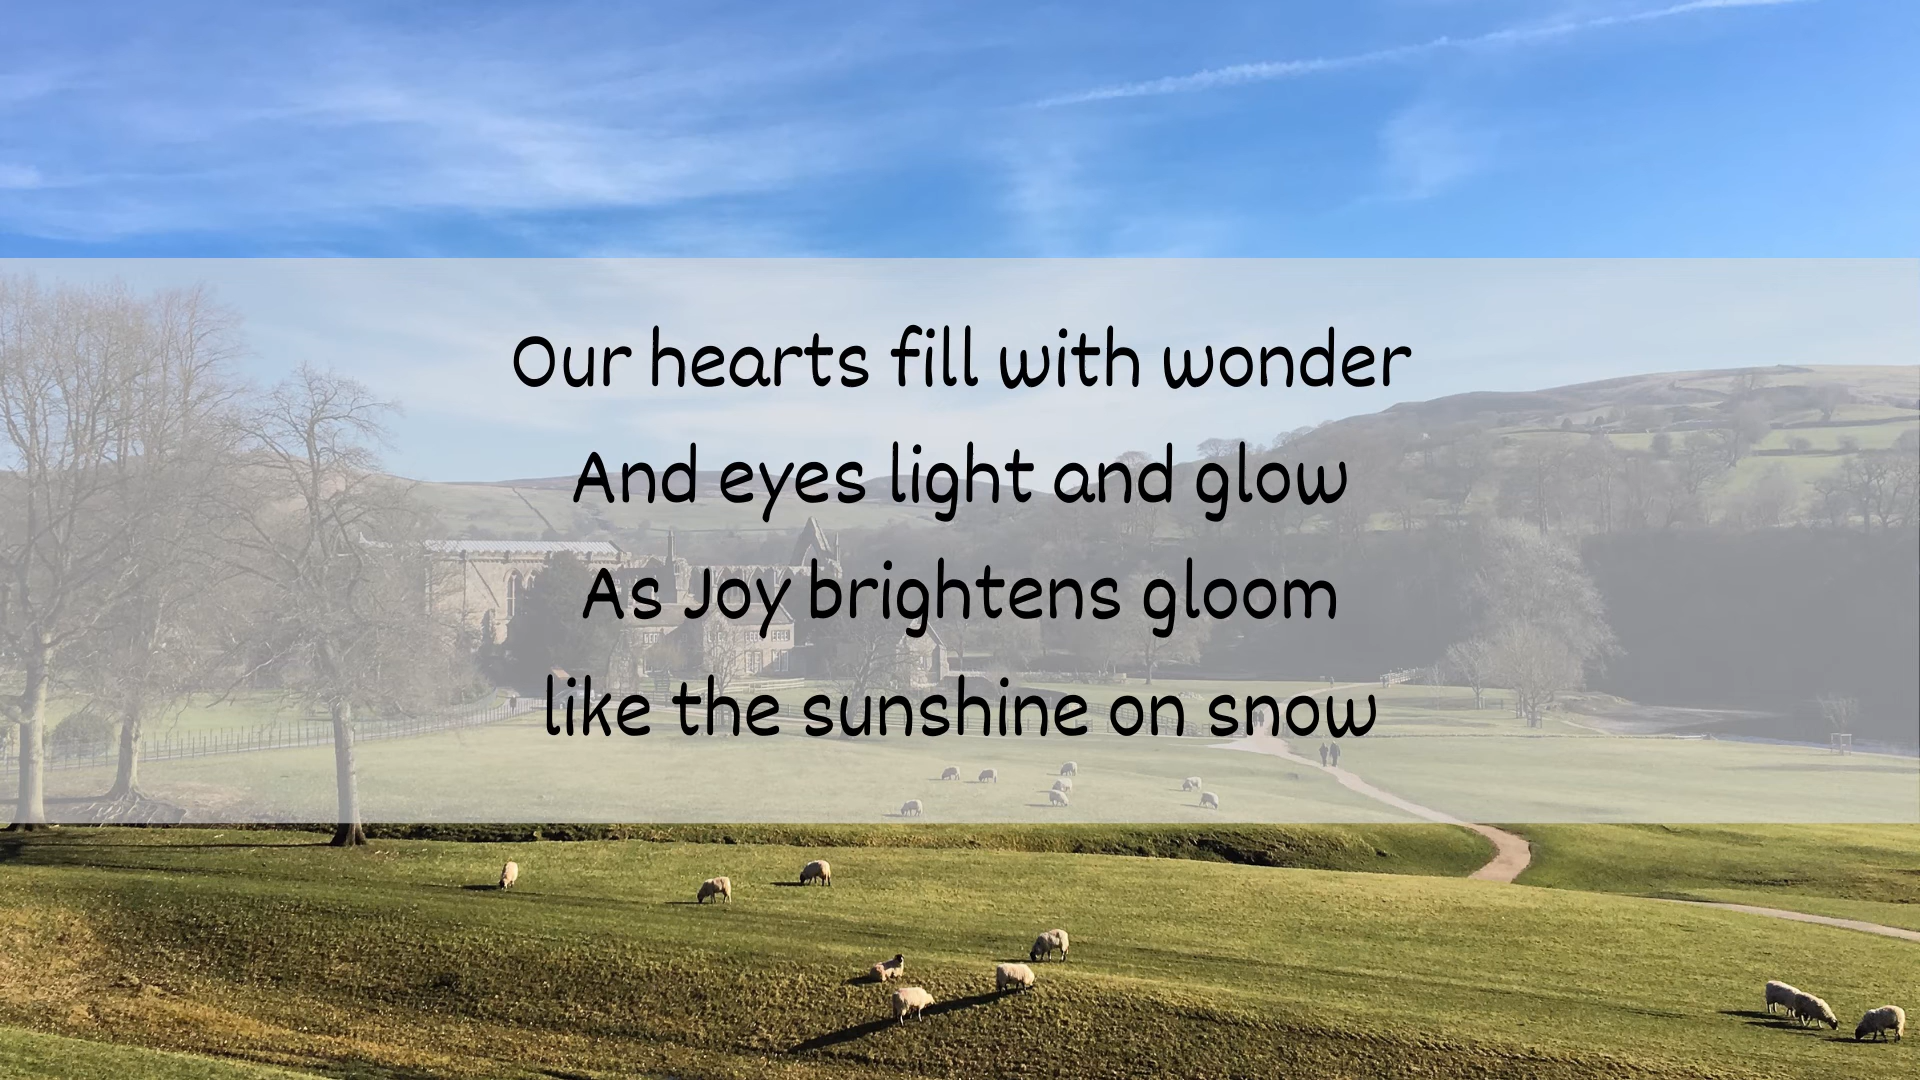 Our hearts fill with wonder
And eyes light and glow
As Joy brightens gloom
like the sunshine on snow